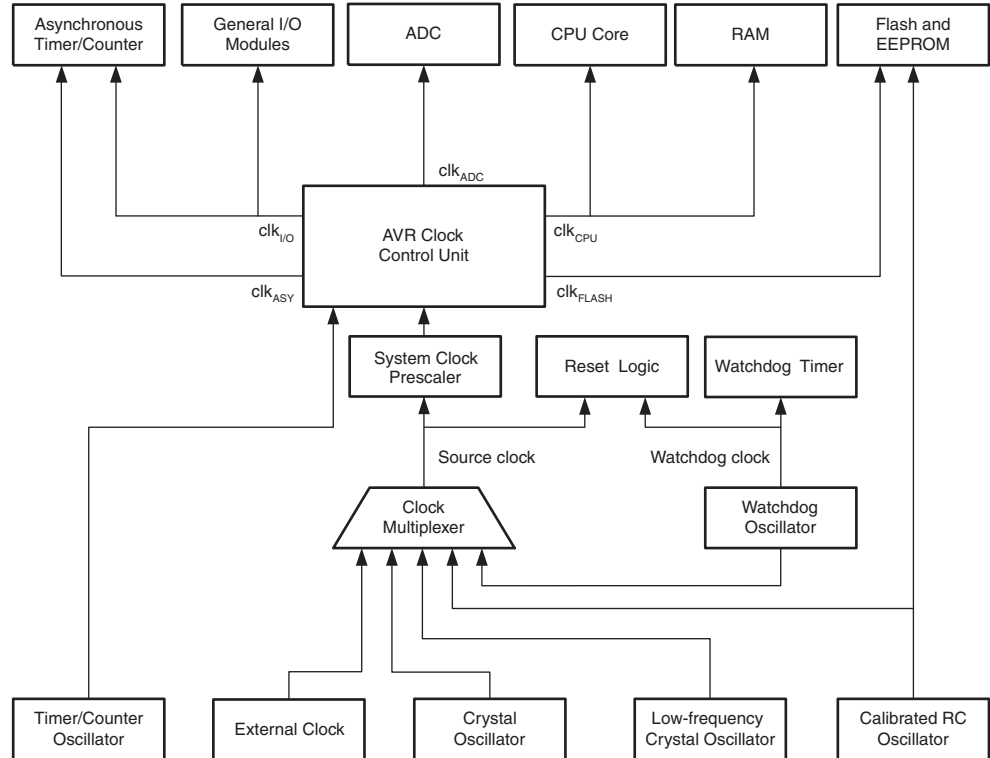 Asynchronous
Timer/Counter
General I/O
Modules
ADC
CPU Core
RAM
Flash and
EEPROM
clkADC
clkI/O
AVR Clock
Control Unit
clkCPU
clkASY
clkFLASH
System Clock
Prescaler
Reset Logic
Watchdog Timer
Source clock
Watchdog clock
Clock
Multiplexer
Watchdog
Oscillator
Timer/Counter
Oscillator
External Clock
Crystal
Oscillator
Low-frequency
Crystal Oscillator
Calibrated RC
Oscillator